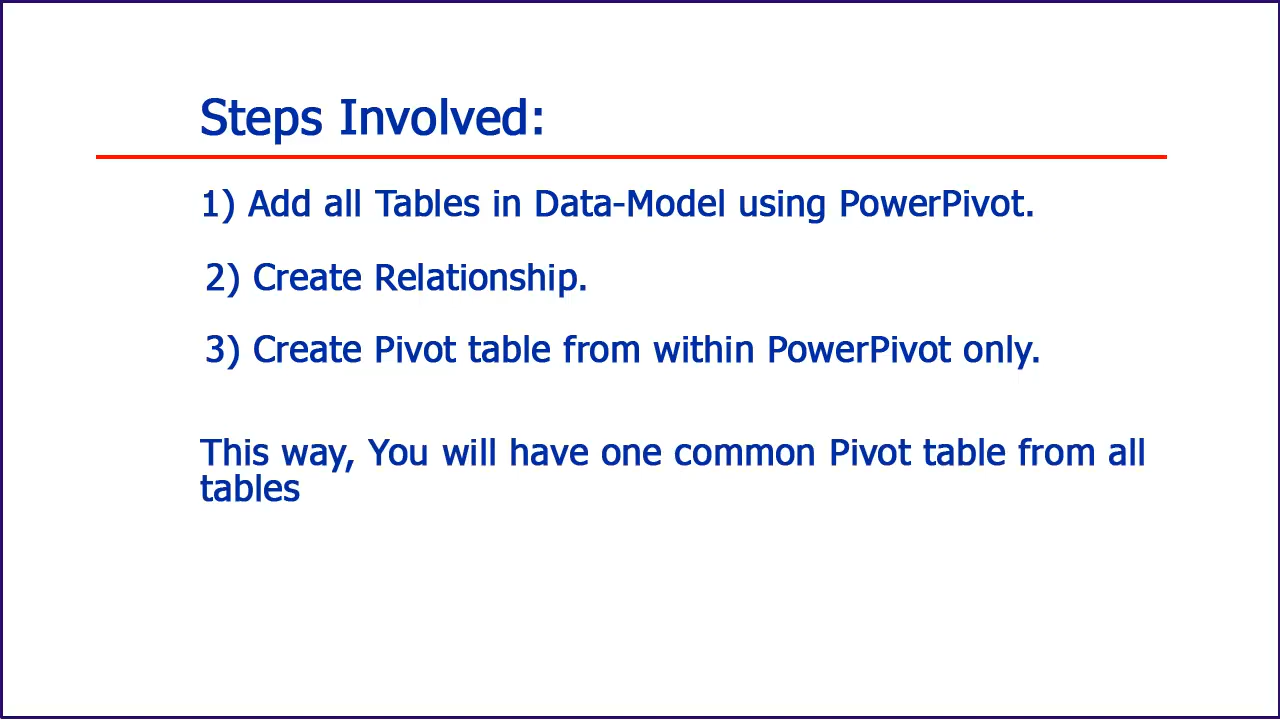 Steps Involved:
1) Add all Tables in Data-Model using PowerPivot.
2) Create Relationship.
3) Create Pivot table from within PowerPivot only.
This way, You will have one common Pivot table from all
tables